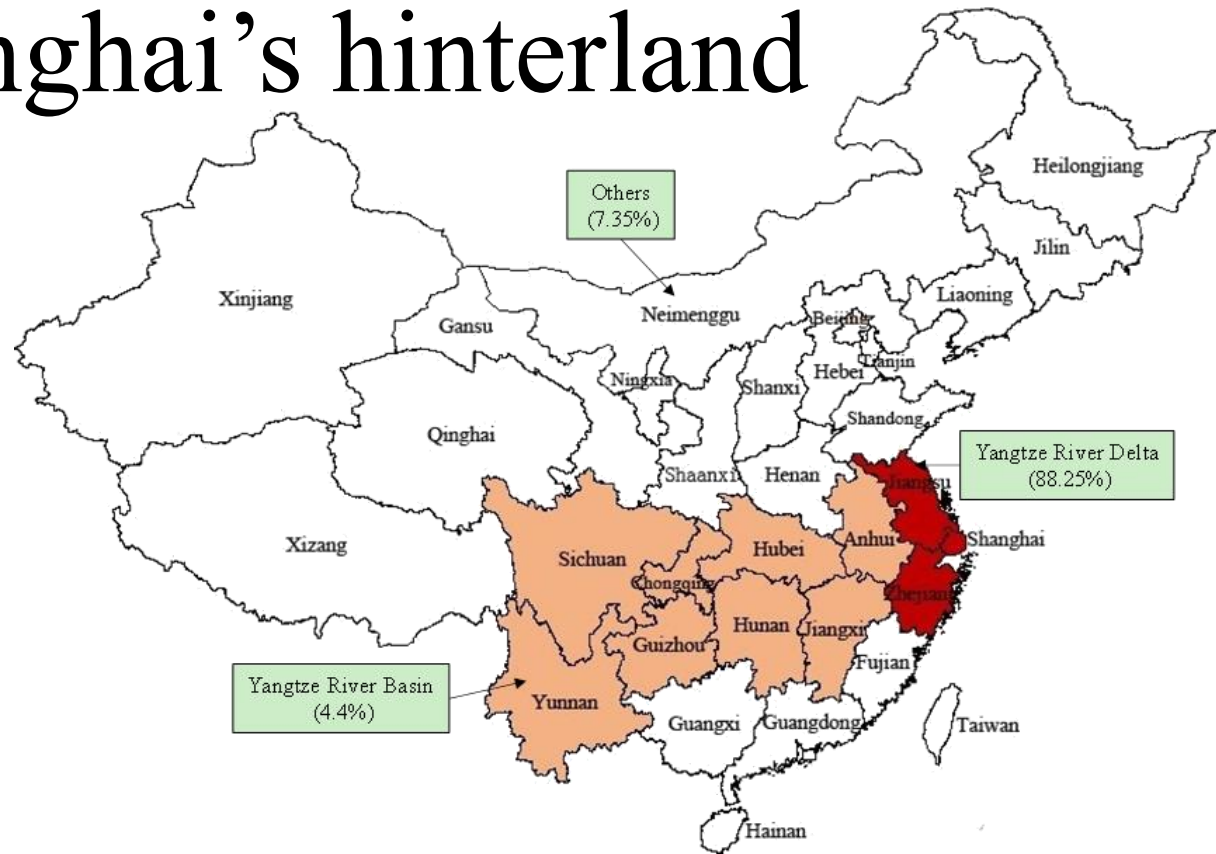 nghai’s hinterland
Heilongjiang
Others
(7.35%)
Jilin
Xinjiang
Liaoning
Neimenggu
Gansu
Beijing
Tianjin
Ningxia
Hebei
Shanxi
Shandong
Qinghai
Yangtze River Delta
(88.25%)
Shaanxi
Henan
Jiangsu
Xizang
Sichuan
Hubei
Anhui
Shanghai
Chongqing
Zhejiang
Hunan
Jiangxi
Guizhou
Fujian
Yangtze River Basin
(4.4%)
Yunnan
Guangxi
Guangdong
Taiwan
Hainan